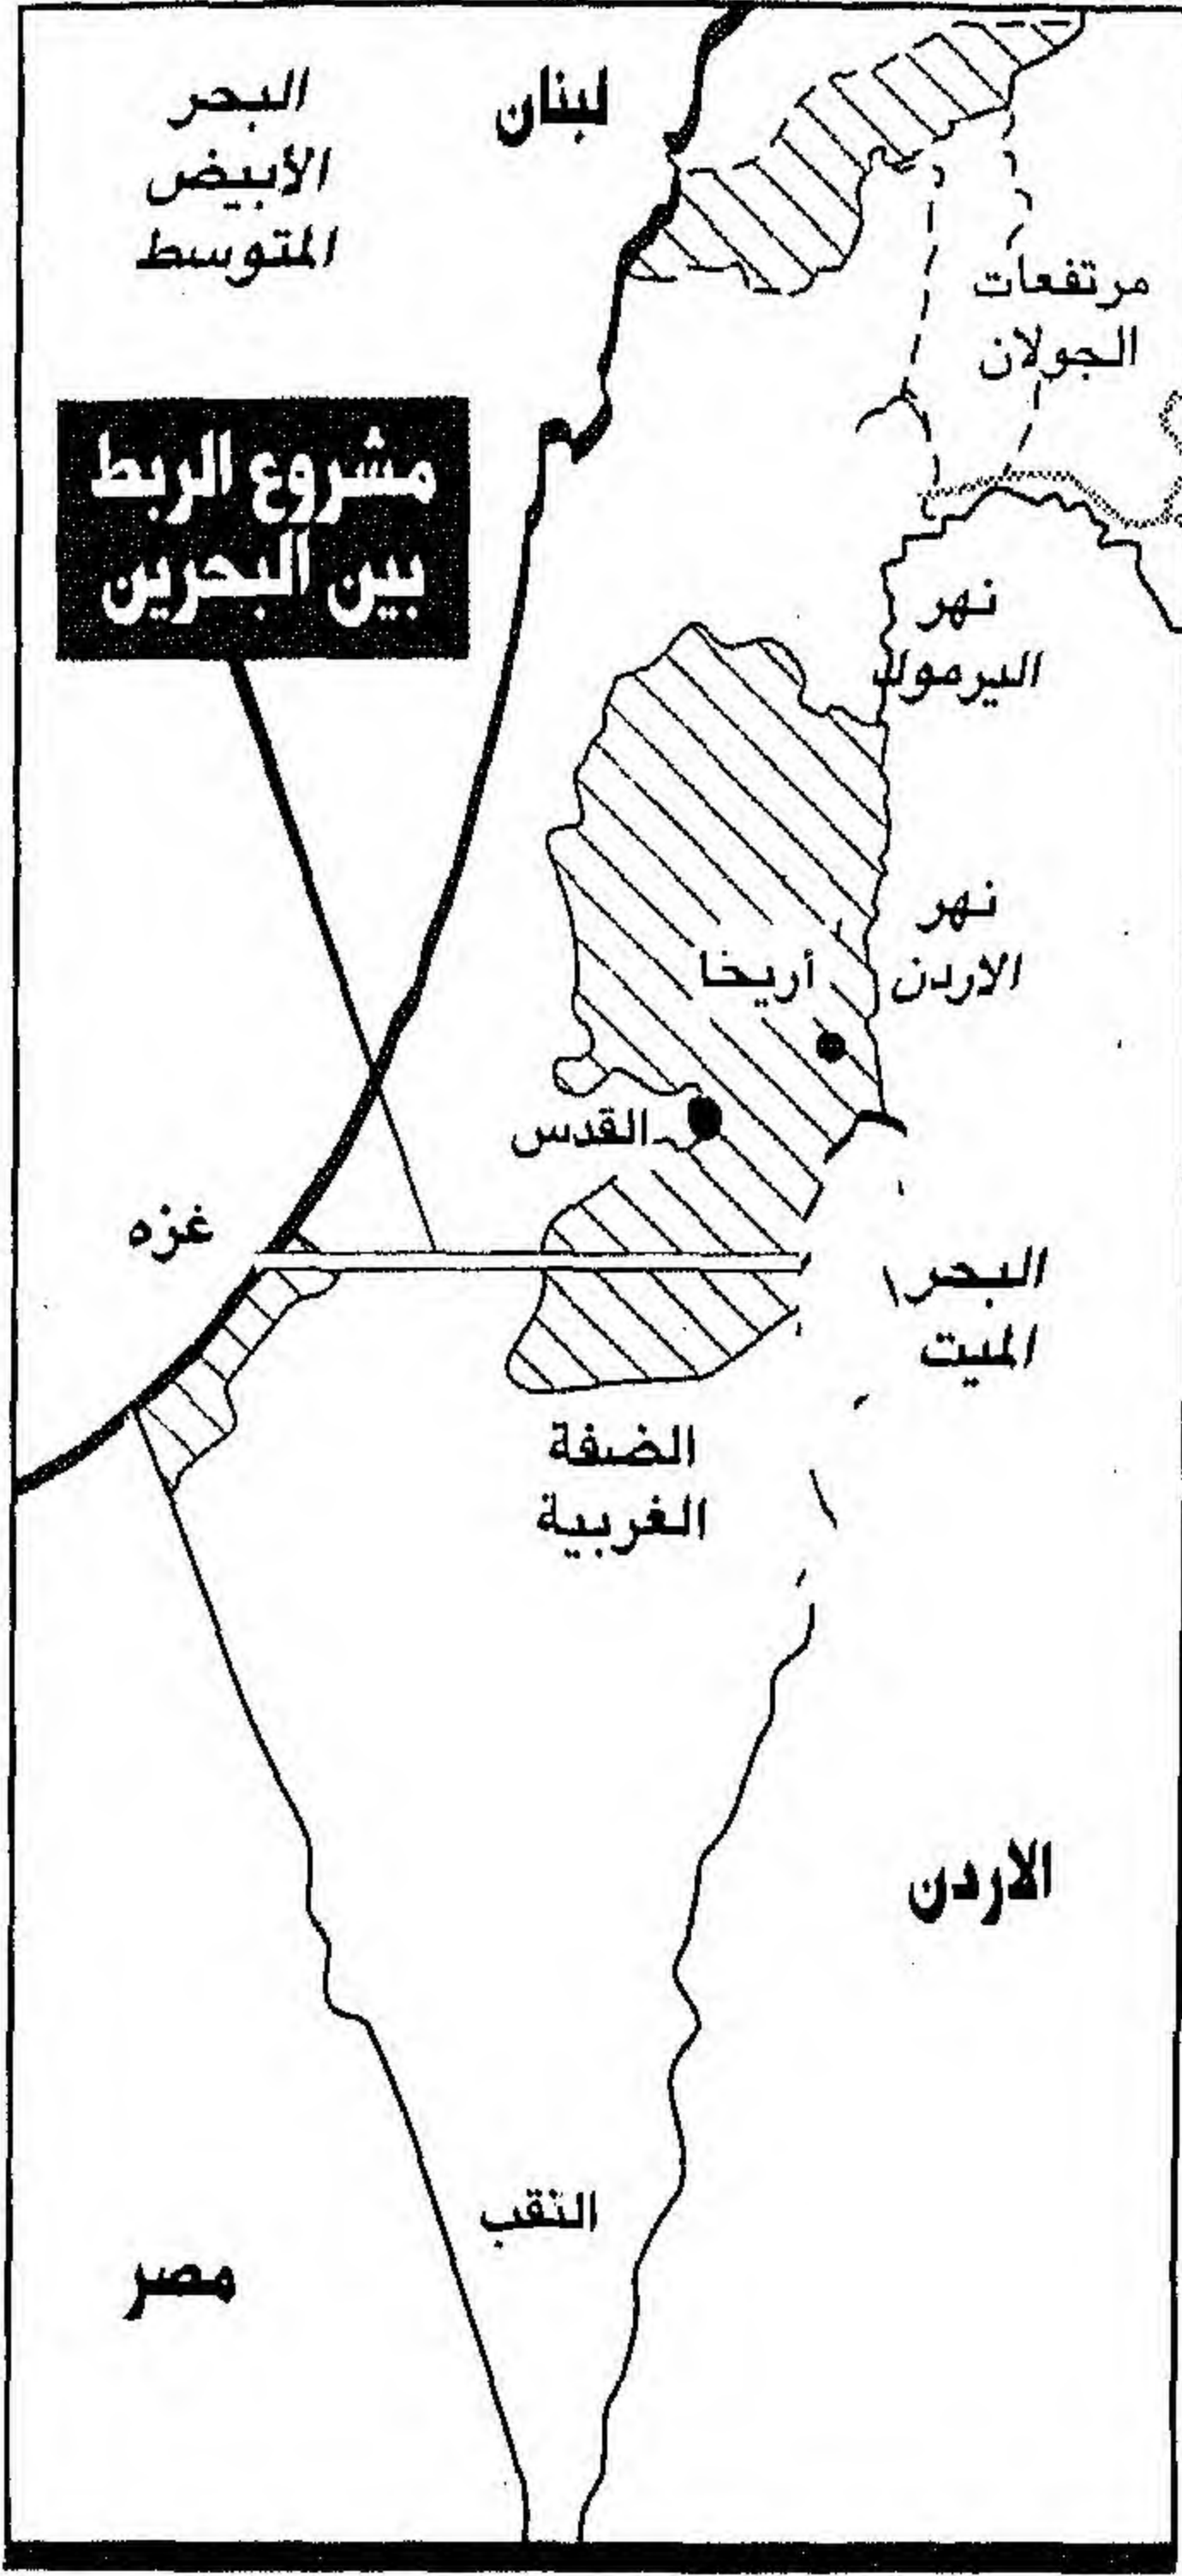 لبنان
البحر
الأبيض
المتوسط
مرتفعات
الجولان
مشروع الربط
بين البحرين
نهر
اليرموك
نهر
الاردن
أريحا
القدس
غزه
البحر
الميت
الضفة
الغربية
الاردن
النقب
مصر